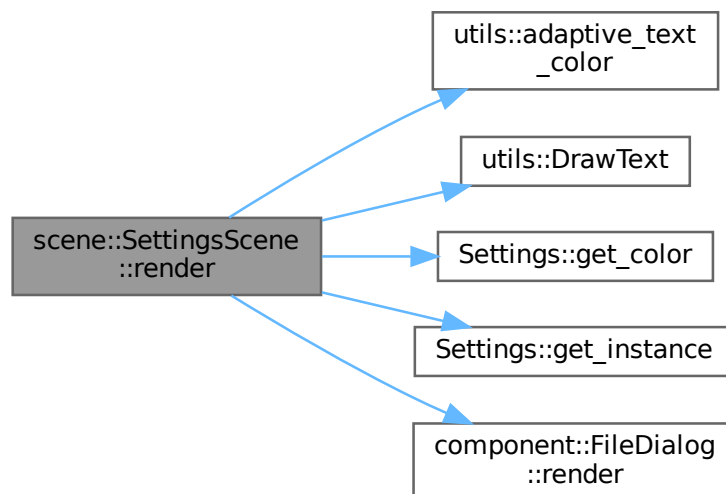 utils::adaptive_text
_color
utils::DrawText
scene::SettingsScene
::render
Settings::get_color
Settings::get_instance
component::FileDialog
::render